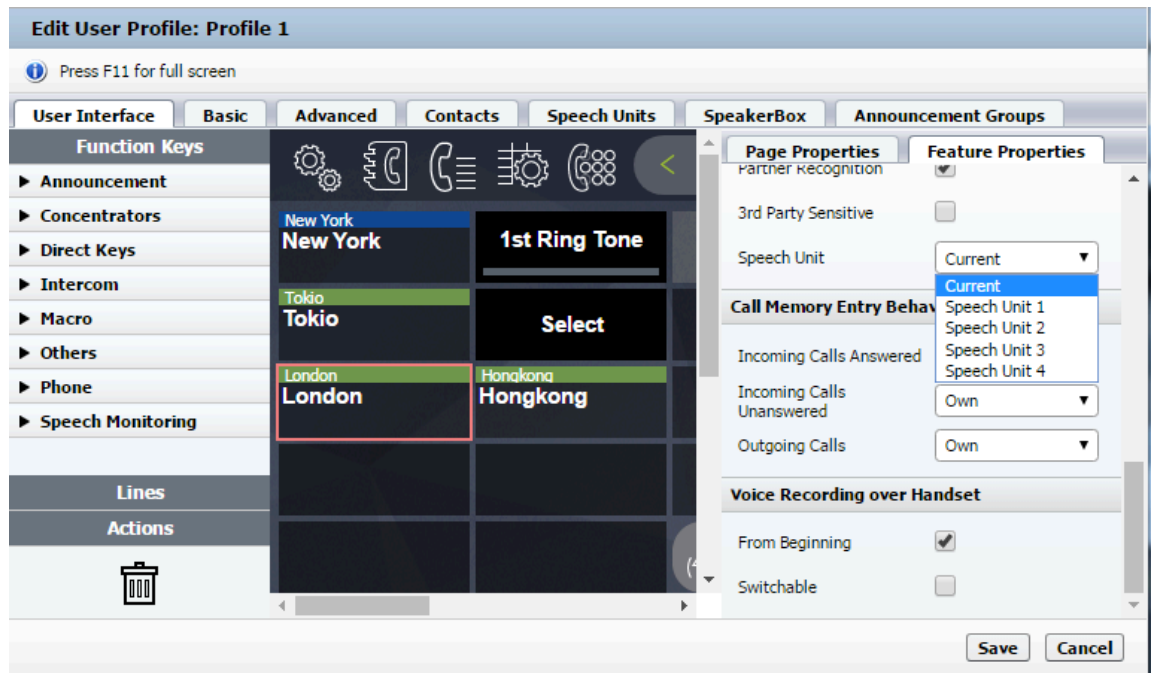 Edit User Profile: Profile 1
Press F11 for full screen
User Interface
Basic
Advanced
Contacts
Speech Units
SpeakerBox
Announcement Groups
Function Keys
Announcement
Concentrators
Direct Keys
Intercom
Macro
Others
Phone
Speech Monitoring
Lines
Actions
New York
New York
1st Ring Tone
Tokio
Tokio
Select
London
London
Hongkong
Hongkong
Page Properties
Feature Properties
Partner Recognition
3rd Party Sensitive
Speech Unit
Current
Current
Speech Unit 1
Speech Unit 2
Speech Unit 3
Speech Unit 4
Call Memory Entry Behav
Incoming Calls Answered
Incoming Calls
Unanswered
Own
Outgoing Calls
Own
Voice Recording over Handset
From Beginning
Switchable
Save
Cancel